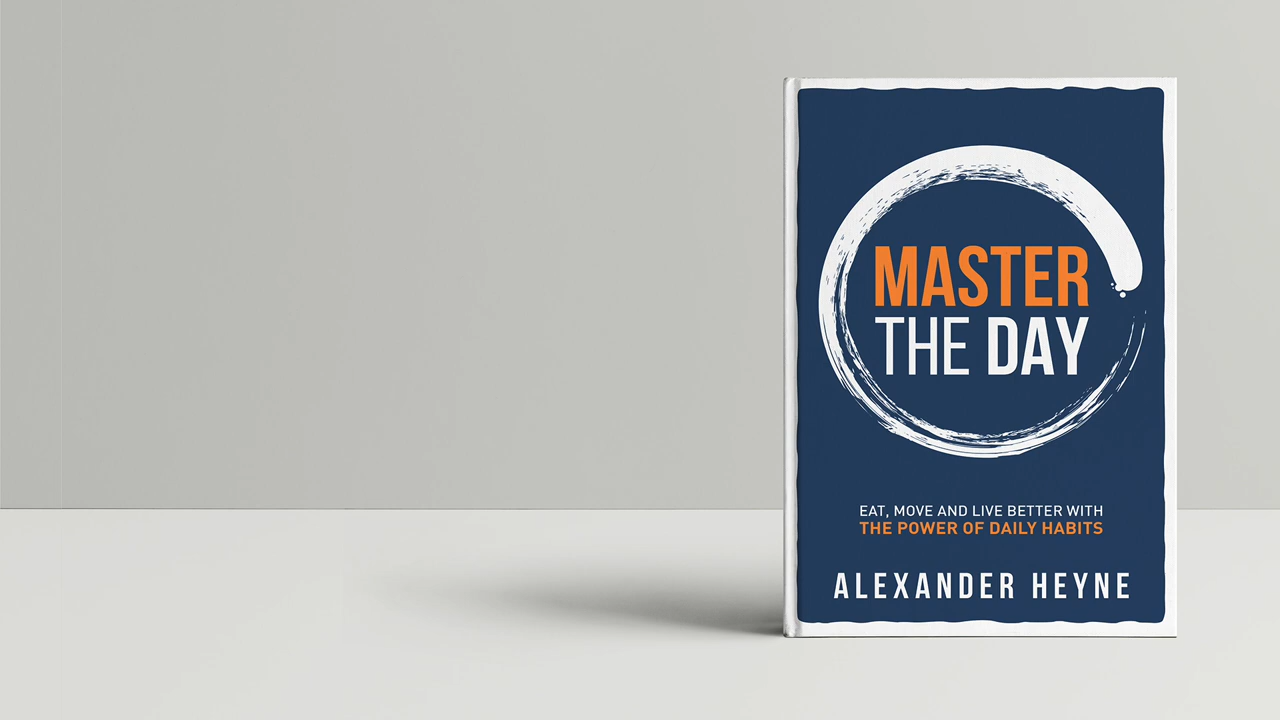 MASTER
THE DAY
EAT, MOVE AND LIVE BETTER WITH
THE POWER OF DAILY HABITS
ALEXANDER HEYNE